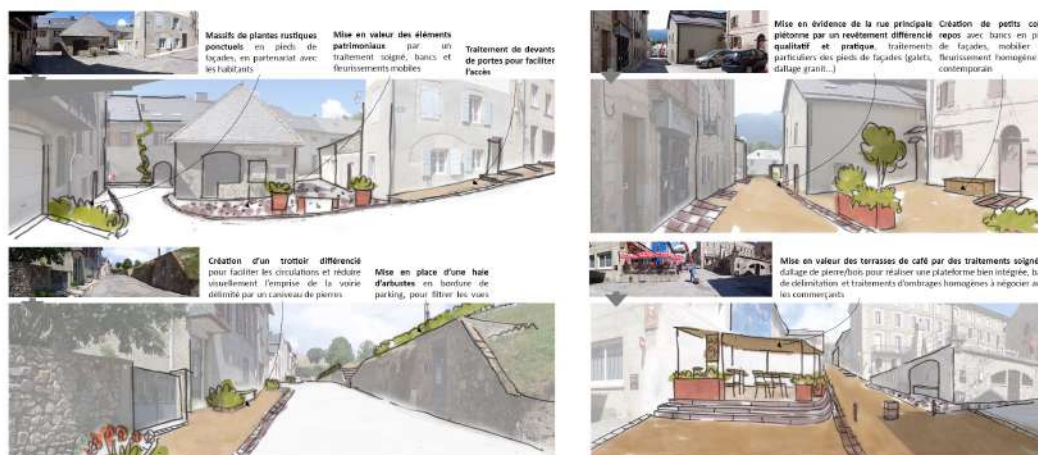 Massifs de plantes rustiques
ponctuels en pieds de
façades, en partenariat avec
les habitants
Mise en valeur des éléments
patrimoniaux par un
traitement soigné, bancs et
fleurissements mobiles
Traitement de devants
de portes pour faciliter
l'accès
Création d'un trottoir différencié
pour faciliter les circulations et réduire
visuellement l'emprise de la voirie
délimité par un caniveau de pierres
Mise en place d'une haie
d'arbustes en bordure de
parking, pour filtrer les vues
Mise en évidence de la rue principale
piétonne par un revêtement différencié
qualitatif et pratique, traitements
particuliers des pieds de façades (galets,
dallage granit...)
Création de petits co
repos avec bancs en pi
de façades, mobilier
fleurissement homogène
contemporain
Mise en valeur des terrasses de café par des traitements soigné
dallage de pierre/bois pour réaliser une plateforme bien intégrée, ba
de délimitation et traitements d'ombrages homogènes à négocier a
les commerçants